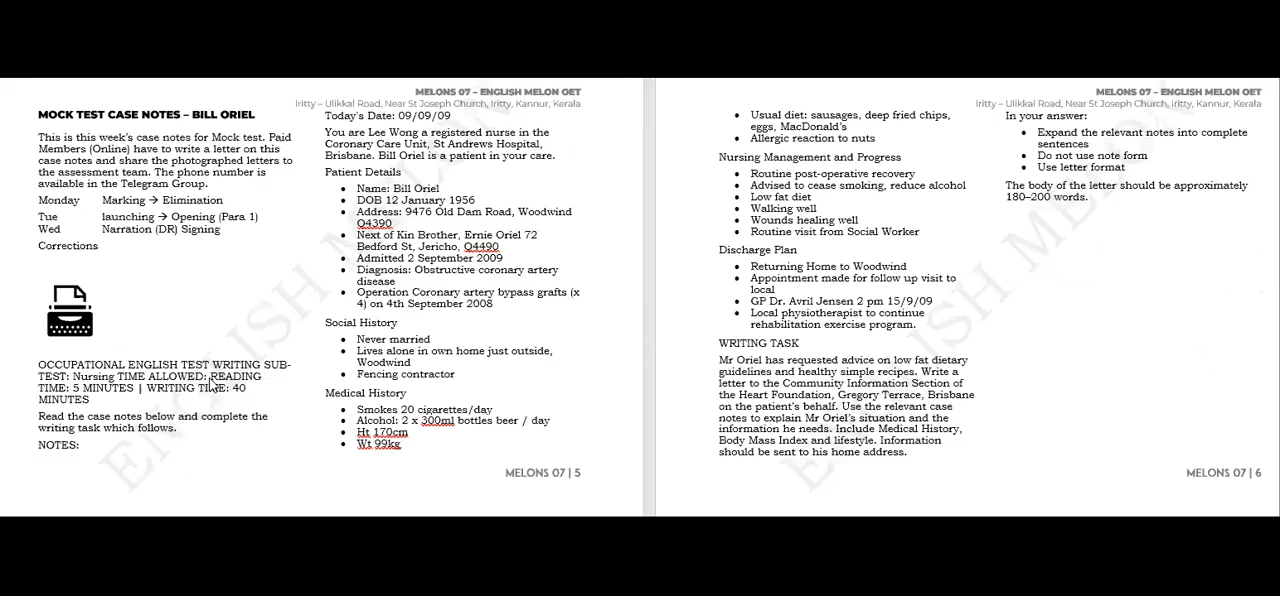 MELONS 07 – ENGLISH MELON OET
Iritty – Ulikkal Road, Near St Joseph Church, Iritty, Kannur, Kerala
MOCK TEST CASE NOTES – BILL ORIEL
This is this week's case notes for Mock test. Paid
Members (Online) have to write a letter on this
case notes and share the photographed letters to
the assessment team. The phone number is
available in the Telegram Group.
Monday Marking → Elimination
Tue launching → Opening (Para 1)
Wed Narration (DR) Signing
Corrections
OCCUPATIONAL ENGLISH TEST WRITING SUB-
TEST: Nursing TIME ALLOWED: READING
TIME: 5 MINUTES | WRITING TIME: 40
MINUTES
Read the case notes below and complete the
writing task which follows.
NOTES:
Today's Date: 09/09/09
You are Lee Wong a registered nurse in the
Coronary Care Unit, St Andrews Hospital,
Brisbane. Bill Oriel is a patient in your care.
Patient Details
• Name: Bill Oriel
• DOB 12 January 1956
• Address: 9476 Old Dam Road, Woodwind
Q4390
• Next of Kin Brother, Ernie Oriel 72
Bedford St, Jericho, Q4490
• Admitted 2 September 2009
• Diagnosis: Obstructive coronary artery
disease
• Operation Coronary artery bypass grafts (x
4) on 4th September 2008
Social History
• Never married
• Lives alone in own home just outside,
Woodwind
• Fencing contractor
Medical History
• Smokes 20 cigarettes/day
• Alcohol: 2 x 300ml bottles beer / day
• Ht 170cm
• Wt 99kg
MELONS 07 | 5
ENGLISH MELON
MELONS 07 – ENGLISH MELON OET
Iritty – Ulikkal Road, Near St Joseph Church, Iritty, Kannur, Kerala
• Usual diet: sausages, deep fried chips,
eggs, MacDonald's
• Allergic reaction to nuts
Nursing Management and Progress
• Routine post-operative recovery
• Advised to cease smoking, reduce alcohol
• Low fat diet
• Walking well
• Wounds healing well
• Routine visit from Social Worker
Discharge Plan
• Returning Home to Woodwind
• Appointment made for follow up visit to
local
• GP Dr. Avril Jensen 2 pm 15/9/09
• Local physiotherapist to continue
rehabilitation exercise program.
WRITING TASK
Mr Oriel has requested advice on low fat dietary
guidelines and healthy simple recipes. Write a
letter to the Community Information Section of
the Heart Foundation, Gregory Terrace, Brisbane
on the patient's behalf. Use the relevant case
notes to explain Mr Oriel's situation and the
information he needs. Include Medical History,
Body Mass Index and lifestyle. Information
should be sent to his home address.
In your answer:
• Expand the relevant notes into complete
sentences
• Do not use note form
• Use letter format
The body of the letter should be approximately
180–200 words.
MELONS 07 | 6
ENGLISH MELON